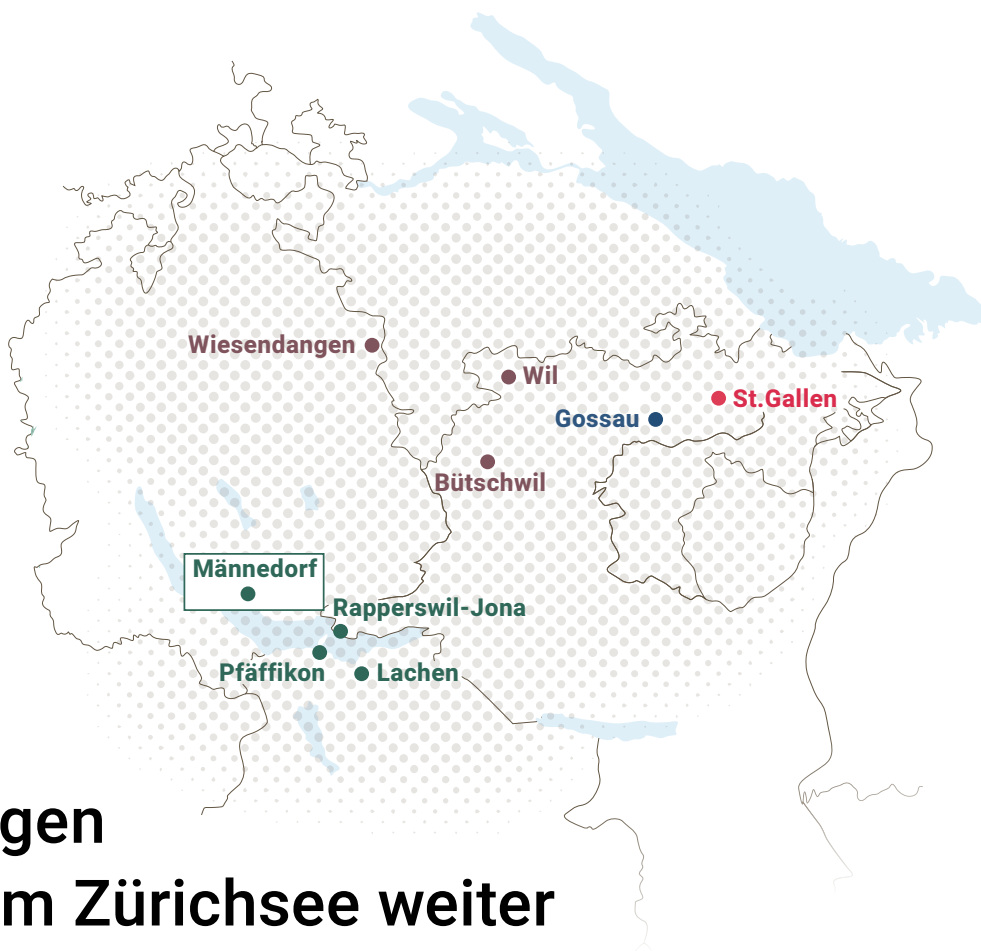 Wiesendangen
Wil
St.Gallen
Gossau
Bütschwil
Männedorf
Rapperswil-Jona
Pfäffikon
Lachen
gen
m Zürichsee weiter